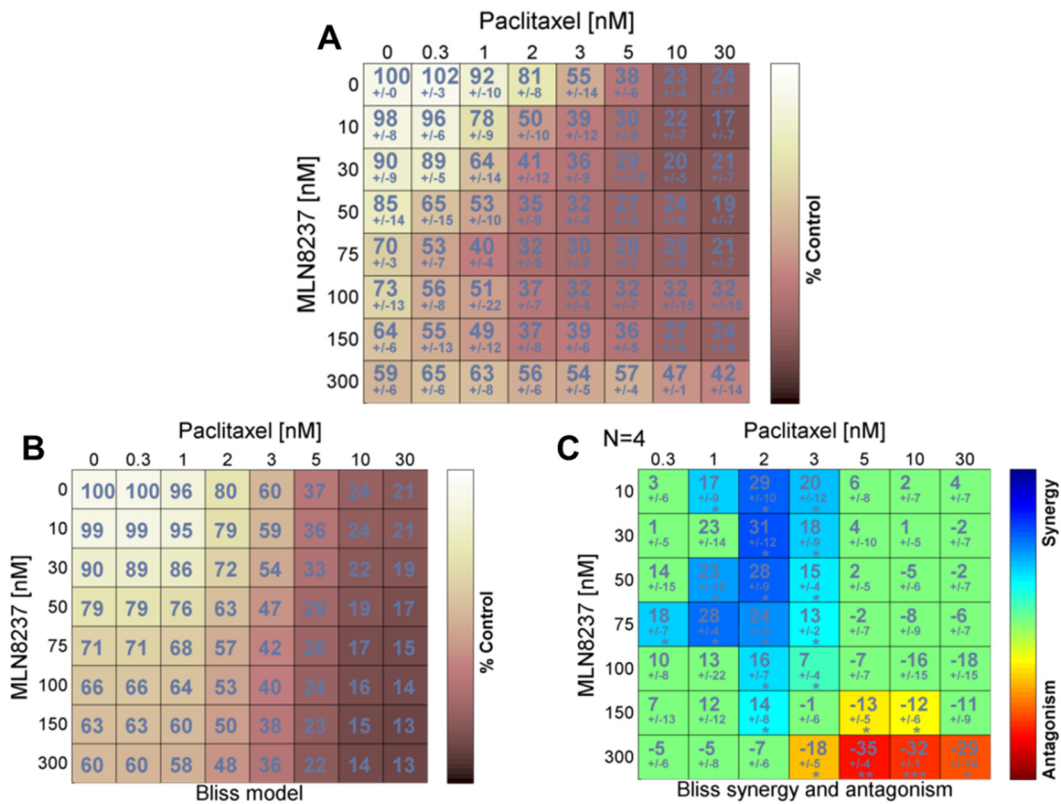 A
Paclitaxel [nM]
0 0.3 1 2 3 5 10 30
MLN8237 [nM]
0 100 102 92 81 55 38 23 24
+/-0 +/-3 +/-10 +/-8 +/-14 +/-6 +/-4 +/-7
10 98 96 78 50 39 30 22 17
+/-8 +/-6 +/-9 +/-10 +/-12 +/-8 +/-7 +/-7
30 90 89 64 41 36 29 20 21
+/-9 +/-5 +/-14 +/-12 +/-9 +/-10 +/-5 +/-7
50 85 65 53 35 32 27 24 19
+/-14 +/-15 +/-10 +/-9 +/-4 +/-7
75 70 53 40 32 30 28 25 21
+/-3 +/-7 +/-4 +/-5 +/-2 +/-7 +/-7
100 73 56 51 37 32 32 32 32
+/-13 +/-8 +/-22 +/-7 +/-4 +/-7 +/-15 +/-15
150 64 55 49 37 39 36 27 24
+/-6 +/-13 +/-12 +/-8 +/-6 +/-5
300 59 65 63 56 54 57 47 42
+/-6 +/-6 +/-8 +/-6 +/-5 +/-4 +/-1 +/-14
% Control
B
Paclitaxel [nM]
0 0.3 1 2 3 5 10 30
MLN8237 [nM]
0 100 100 96 80 60 37 24 21
10 99 99 95 79 59 36 24 21
30 90 89 86 72 54 33 22 19
50 79 79 76 63 47 29 19 17
75 71 71 68 57 42 26 17 15
100 66 66 64 53 40 24 16 14
150 63 63 60 50 38 23 15 13
300 60 60 58 48 36 22 14 13
Bliss model
% Control
C
N=4
Paclitaxel [nM]
0.3 1 2 3 5 10 30
MLN8237 [nM]
10 3 17 29 20 6 2 4
+/-6 +/-9 +/-10 +/-12 +/-8 +/-7 +/-7
* * *
30 1 23 31 18 4 1 -2
+/-5 +/-14 +/-12 +/-9 +/-10 +/-5 +/-7
* *
50 14 23 28 15 2 -5 -2
+/-15 +/-10 +/-9 +/-4 +/-5 +/-6 +/-7
* * *
75 18 28 24 13 -2 -8 -6
+/-7 +/-4 +/-2 +/-7 +/-9 +/-7
* * * *
100 10 13 16 7 -7 -16 -18
+/-8 +/-22 +/-7 +/-4 +/-7 +/-15 +/-15
* *
150 7 12 14 -1 -13 -12 -11
+/-13 +/-12 +/-8 +/-6 +/-5 +/-6 +/-9
* * *
300 -5 -5 -7 -18 -35 -32 -29
+/-6 +/-8 +/-6 +/-5 +/-4 +/-1 +/-14
* ** *** *
Bliss synergy and antagonism
Synergy
Antagonism